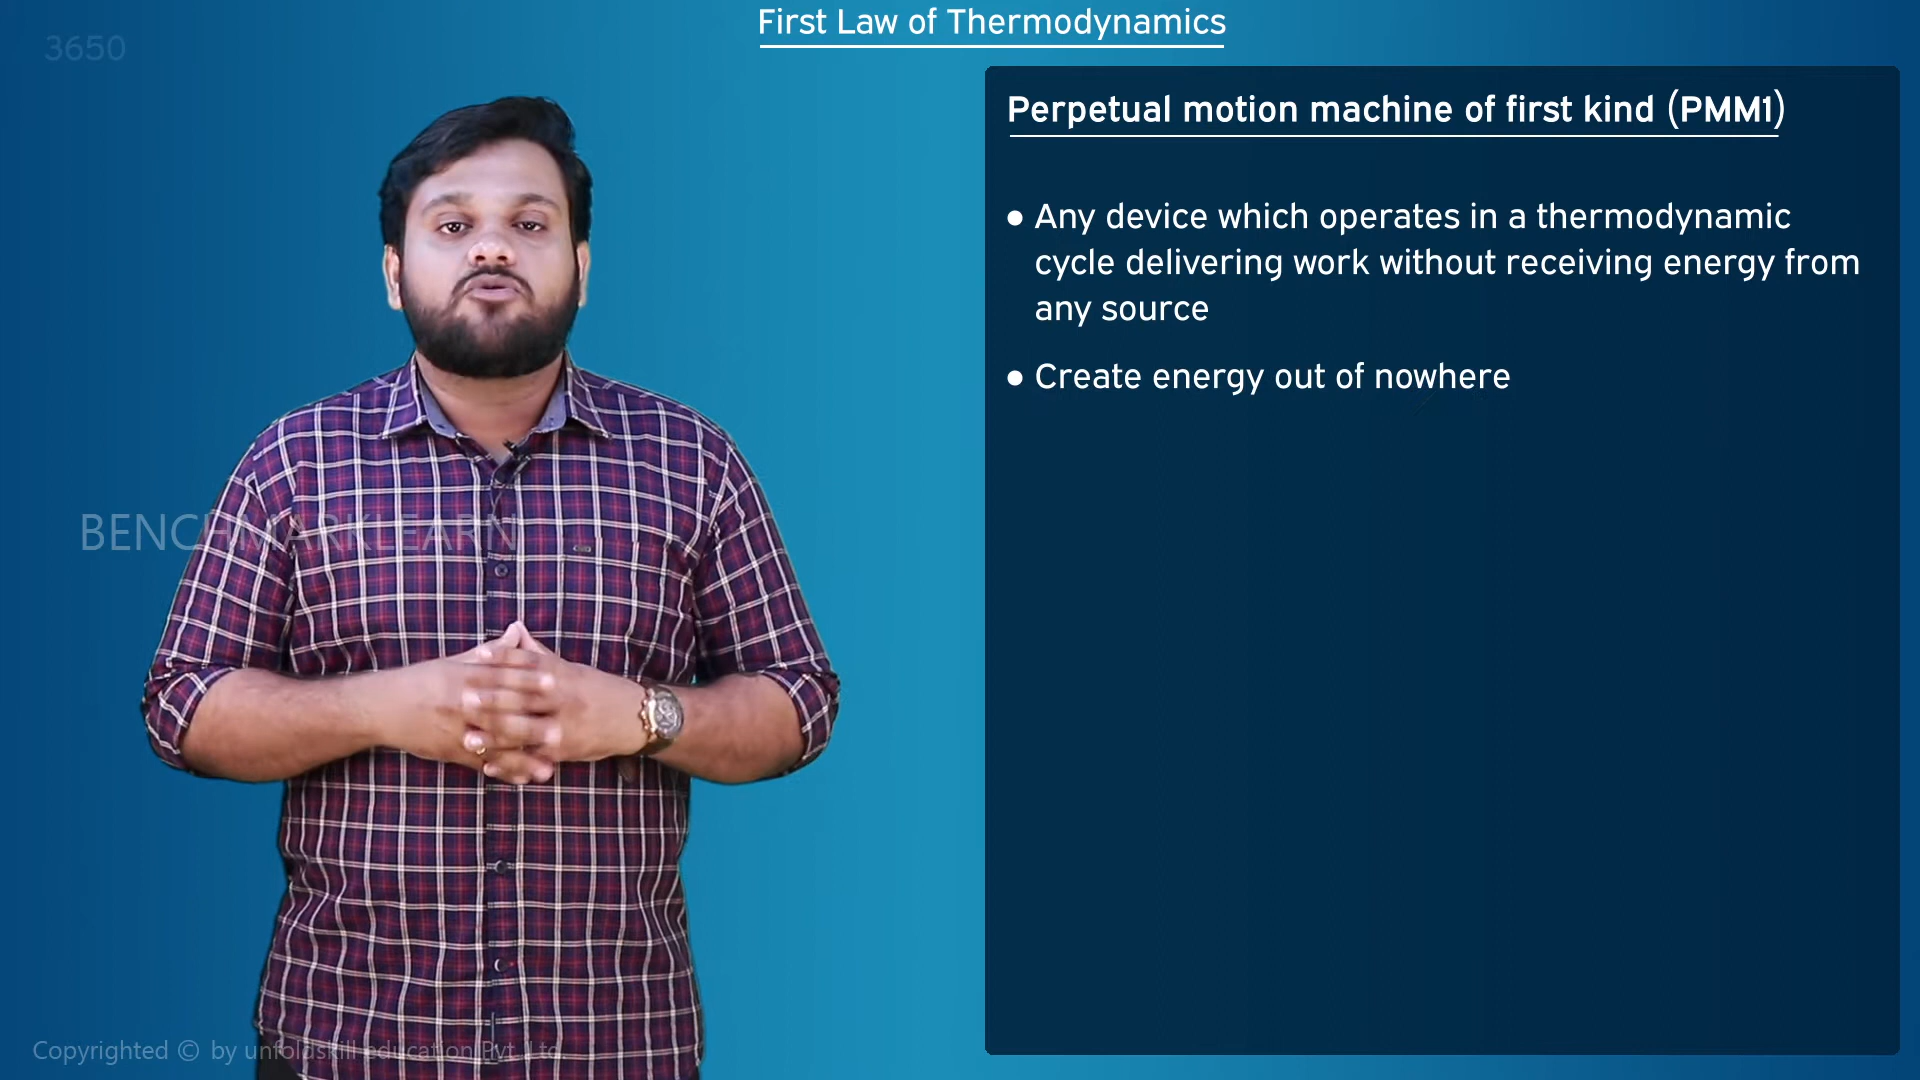 First Law of Thermodynamics
3650
Perpetual motion machine of first kind (PMM1)
● Any device which operates in a thermodynamic
cycle delivering work without receiving energy from
any source
● Create energy out of nowhere
BENCHMARKLEARN
Copyrighted © by unfoldskill education Pvt. Ltd.